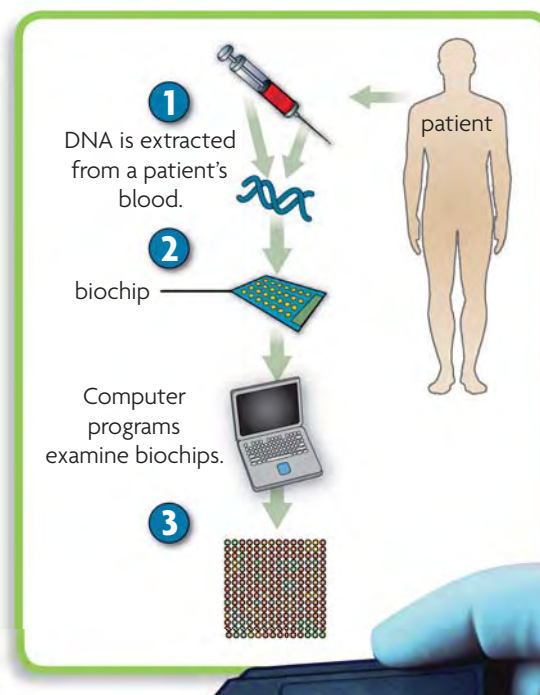 patient
1
DNA is extracted
from a patient's
blood.
2
biochip
Computer
programs
examine biochips.
3